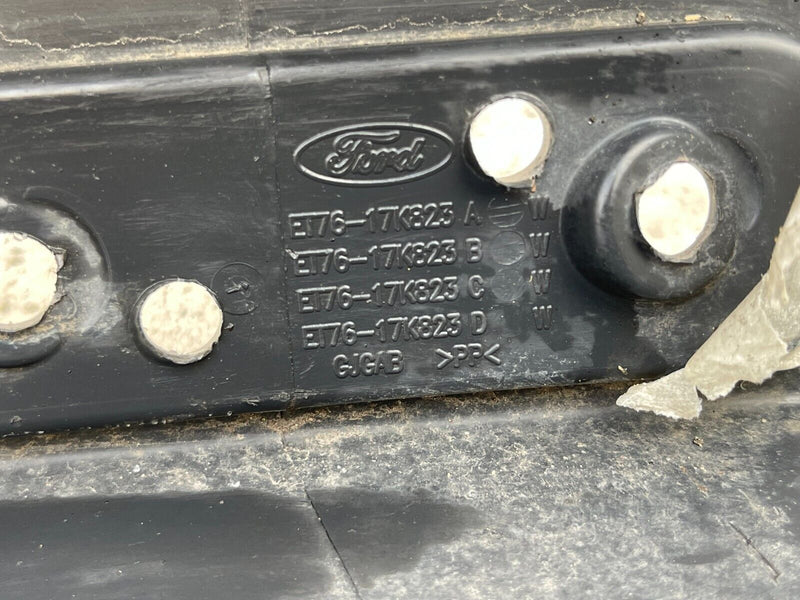 Ford
ET76-17K823 A W
ET76-17K823 B W
ET76-17K823 C W
ET76-17K823 D W
GJGAB >PP<